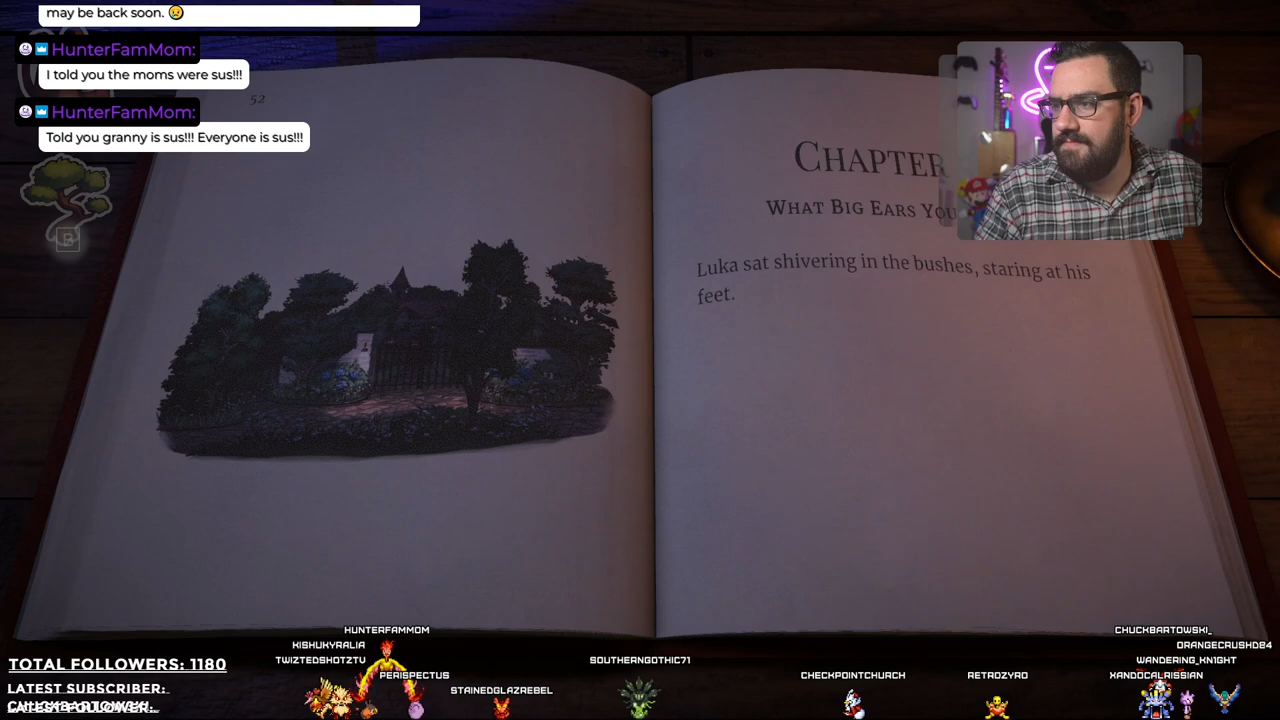 may be back soon. 😢
HunterFamMom:
I told you the moms were sus!!!
HunterFamMom:
Told you granny is sus!!! Everyone is sus!!!
52
B
CHAPTER
WHAT BIG EARS YOU
Luka sat shivering in the bushes, staring at his
feet.
HUNTERFAMMOM
KISHUKYRALIA
TWIZTEDSHOTZTV
PERISPECTUS
STAINEDGLAZREBEL
SOUTHERNGOTHIC71
CHECKPOINTCHURCH
RETROZYRO
CHUCKBARTOWSKI_
ORANGECRUSHD84
WANDERING_KN1GHT
XANDOCALRISSIAN
TOTAL FOLLOWERS: 1180
LATEST SUBSCRIBER: